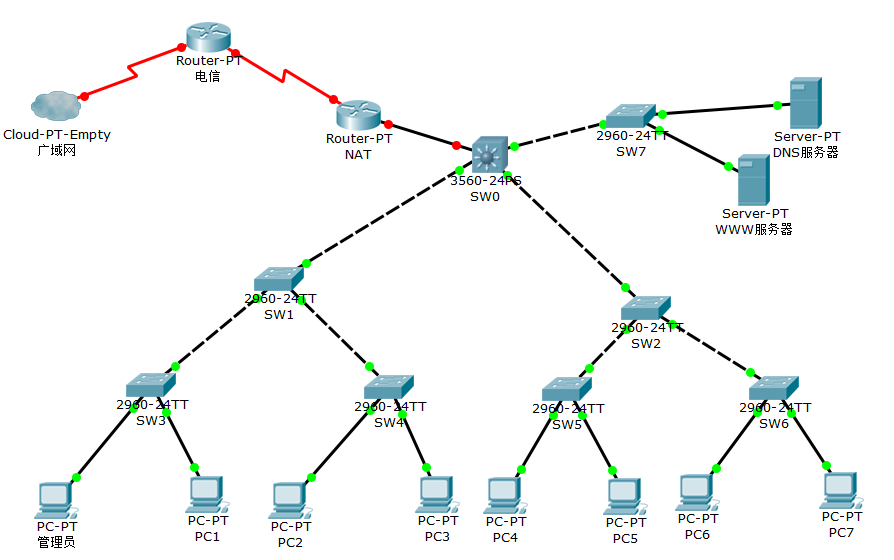 Router-PT
电信
Cloud-PT-Empty
广域网
Router-PT
NAT
2960-24TT
SW7
Server-PT
DNS服务器
3560-24PS
SW0
Server-PT
WWW服务器
2960-24TT
SW1
2960-24TT
SW2
2960-24TT
SW3
2960-24TT
SW4
2960-24TT
SW5
2960-24TT
SW6
PC-PT
管理员
PC-PT
PC1
PC-PT
PC2
PC-PT
PC3
PC-PT
PC4
PC-PT
PC5
PC-PT
PC6
PC-PT
PC7